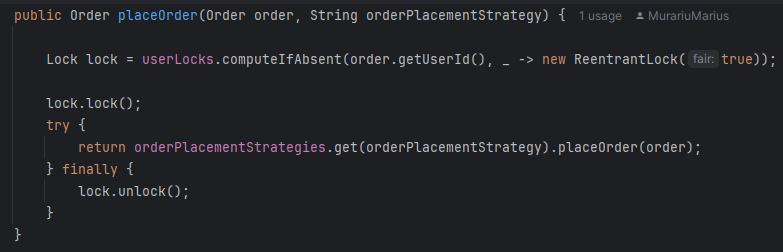 public Order placeOrder(Order order, String orderPlacementStrategy) { 1 usage MurariuMarius
Lock lock = userLocks.computeIfAbsent(order.getUserId(), _ -> new ReentrantLock( fair: true));
lock.lock();
try {
return orderPlacementStrategies.get(orderPlacementStrategy).placeOrder(order);
} finally {
lock.unlock();
}
}